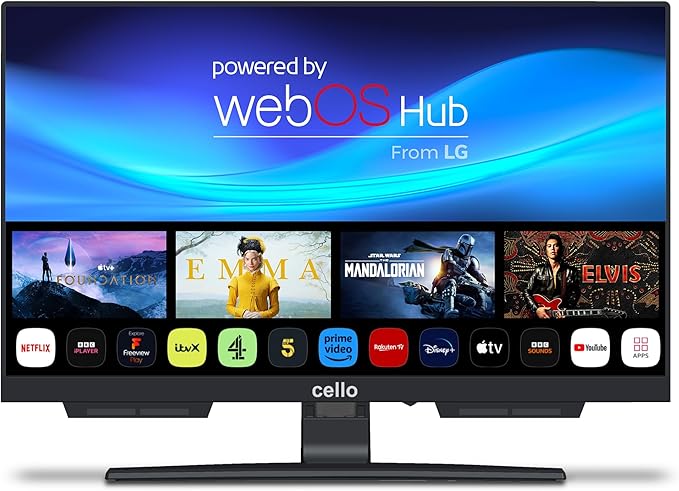 powered by
webOS Hub
From LG
tv+
FOUNDATION
EMMA
STAR WARS
THE
MANDALORIAN
ELVIS
NETFLIX
BBC
iPLAYER
Explore
Freeview
Play
itvX
4
5
prime
video
Rakuten TV
Disney+
tv
BBC
SOUNDS
YouTube
APPS
cello